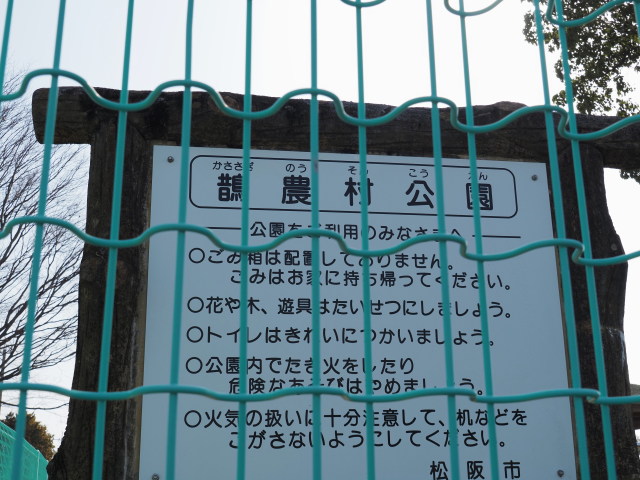 かささぎ のう そん こう えん
鵲農村公園
公園をご利用のみなさまへ
○ごみ箱は配置してありません。
ごみはお家に持ち帰ってください。
○花や木、遊具はたいせつにしましょう。
○トイレはきれいにつかいましょう。
○公園内でたき火をしたり
危険なあそびはやめましょう。
○火気の扱いに十分注意して、机などを
こがさないようにしてください。
松阪市